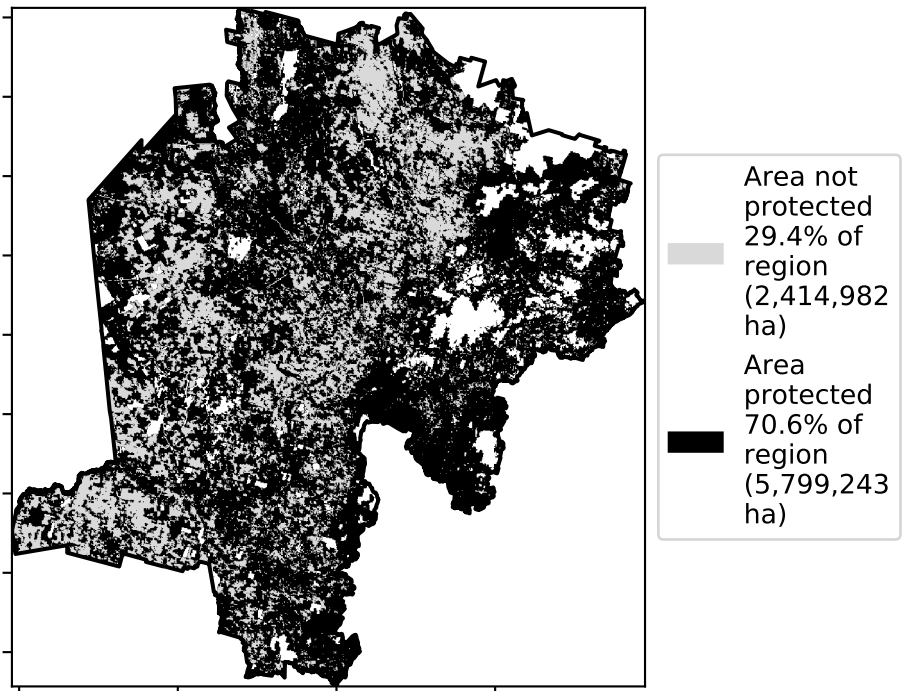 Area not
protected
29.4% of
region
(2,414,982
ha)
Area
protected
70.6% of
region
(5,799,243
ha)